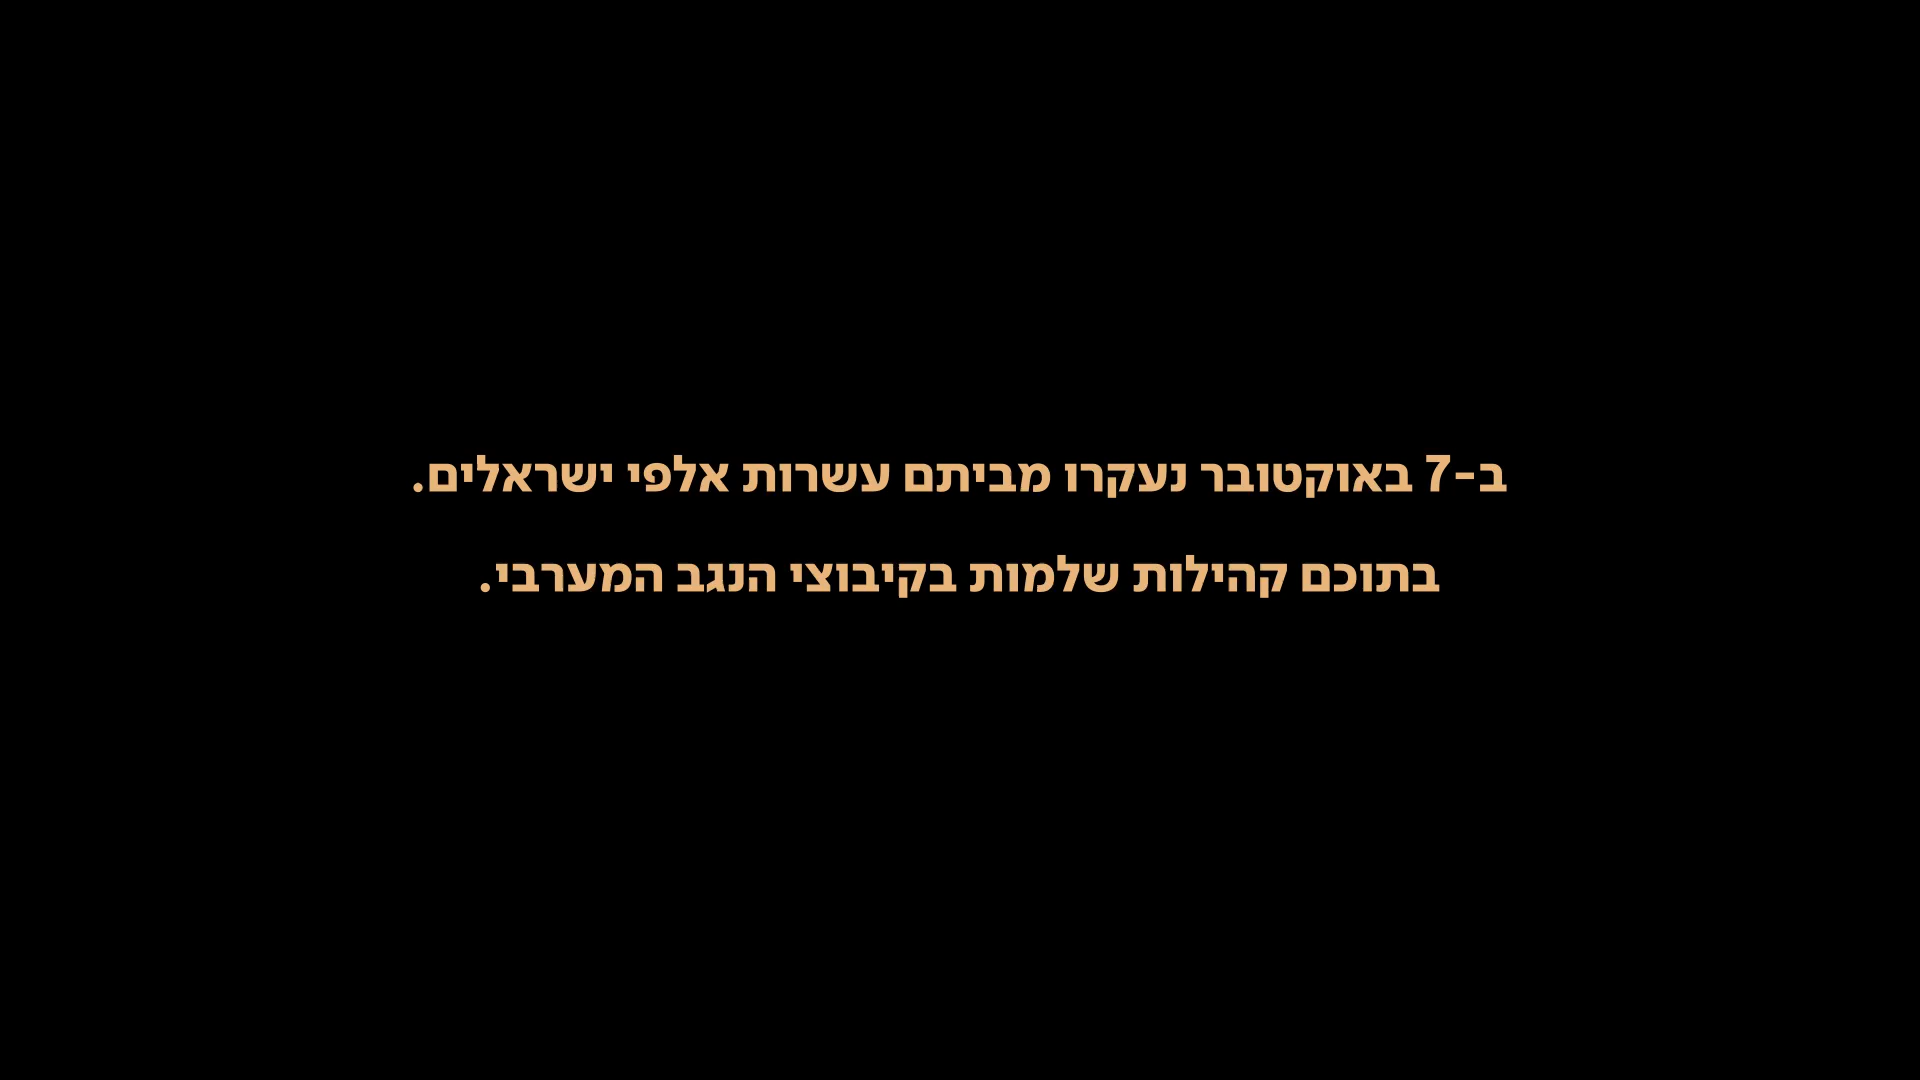 ב-7 באוקטובר נעקרו מביתם עשרות אלפי ישראלים.
בתוכם קהילות שלמות בקיבוצי הנגב המערבי.